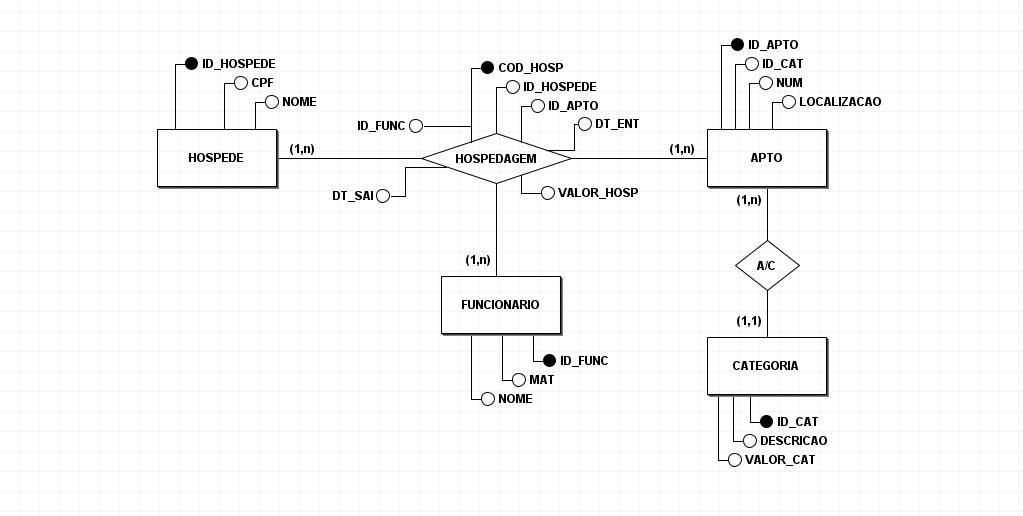 ID_HOSPEDE
CPF
NOME
HOSPEDE
(1,n)
COD_HOSP
ID_HOSPEDE
ID_APTO
DT_ENT
ID_FUNC
HOSPEDAGEM
DT_SAI
VALOR_HOSP
(1,n)
ID_APTO
ID_CAT
NUM
LOCALIZACAO
APTO
(1,n)
A/C
(1,1)
CATEGORIA
ID_CAT
DESCRICAO
VALOR_CAT
(1,n)
FUNCIONARIO
ID_FUNC
MAT
NOME